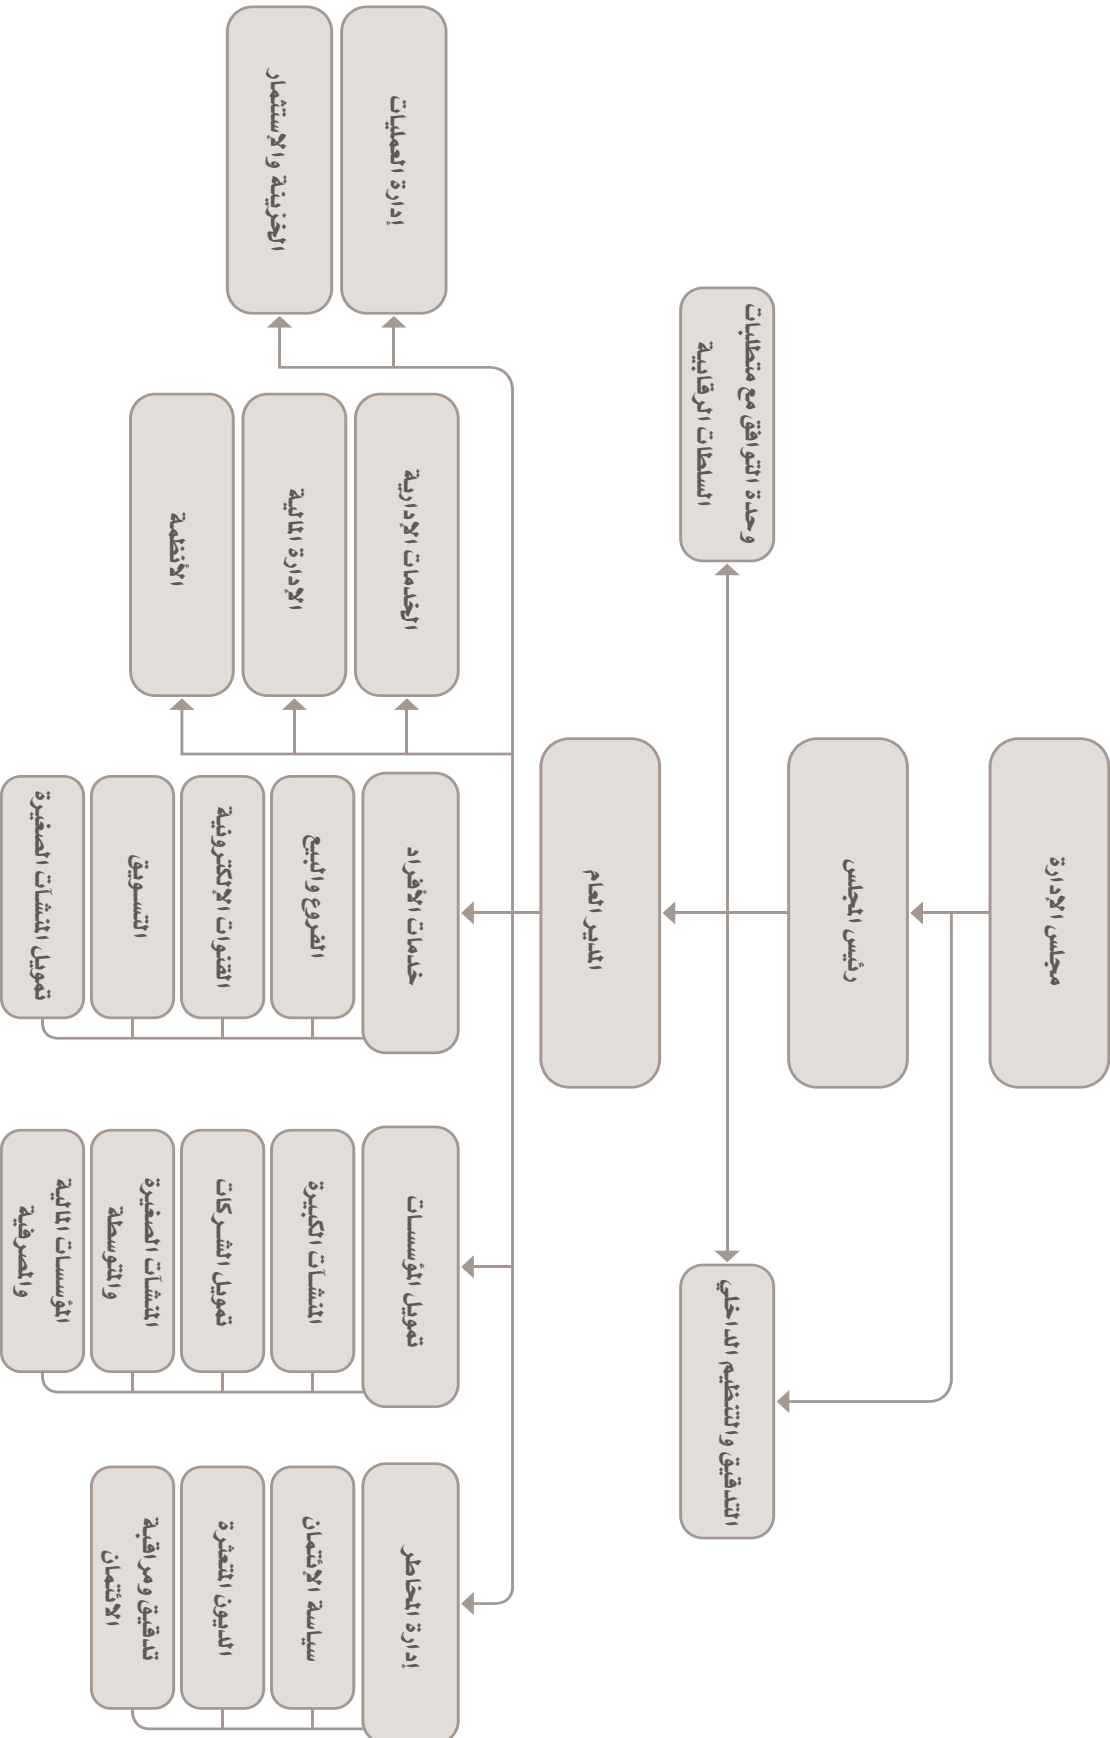 مجلس الإدارة
رئيس المجلس
وحدة التوافق مع متطلبات
السلطات الرقابية
التدقيق والتنظيم الداخلي
المدير العام
إدارة العمليات
الخزينة والإستثمار
الخدمات الإدارية
الإدارة المالية
الأنظمة
خدمات الأفراد
الفروع والبيع
القنوات الإلكترونية
التسويق
تمويل المنشآت الصغيرة
تمويل المؤسسات
المنشآت الكبيرة
تمويل الشركات
المنشآت الصغيرة
والمتوسطة
المؤسسات المالية
والمصرفية
إدارة المخاطر
سياسة الإئتمان
الديون المتعثرة
تدقيق ومراقبة
الائتمان